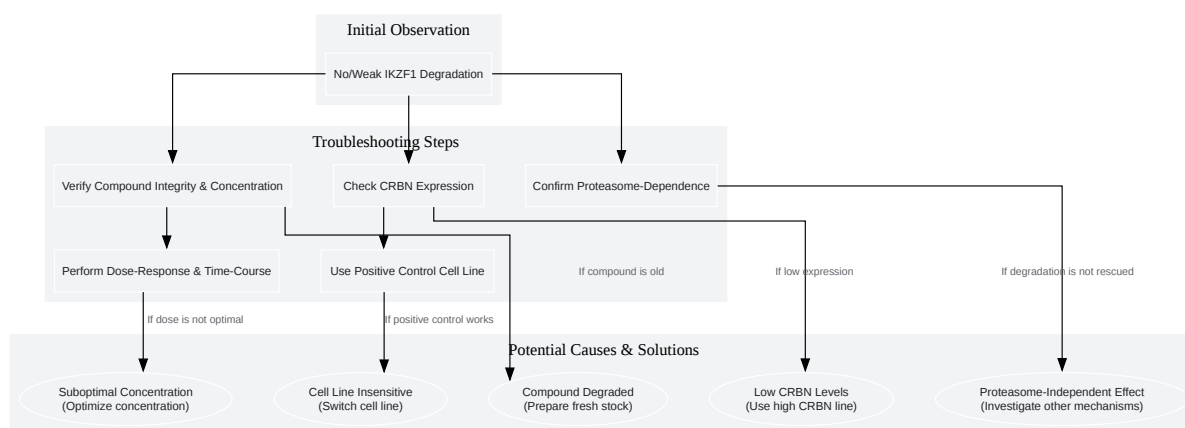 Initial Observation
No/Weak IKZF1 Degradation
Troubleshooting Steps
Verify Compound Integrity & Concentration
Check CRBN Expression
Confirm Proteasome-Dependence
Perform Dose-Response & Time-Course
Use Positive Control Cell Line
If compound is old
If low expression
If degradation is not rescued
If dose is not optimal
If positive control works
Potential Causes & Solutions
Suboptimal Concentration
(Optimize concentration)
Cell Line Insensitive
(Switch cell line)
Compound Degraded
(Prepare fresh stock)
Low CRBN Levels
(Use high CRBN line)
Proteasome-Independent Effect
(Investigate other mechanisms)